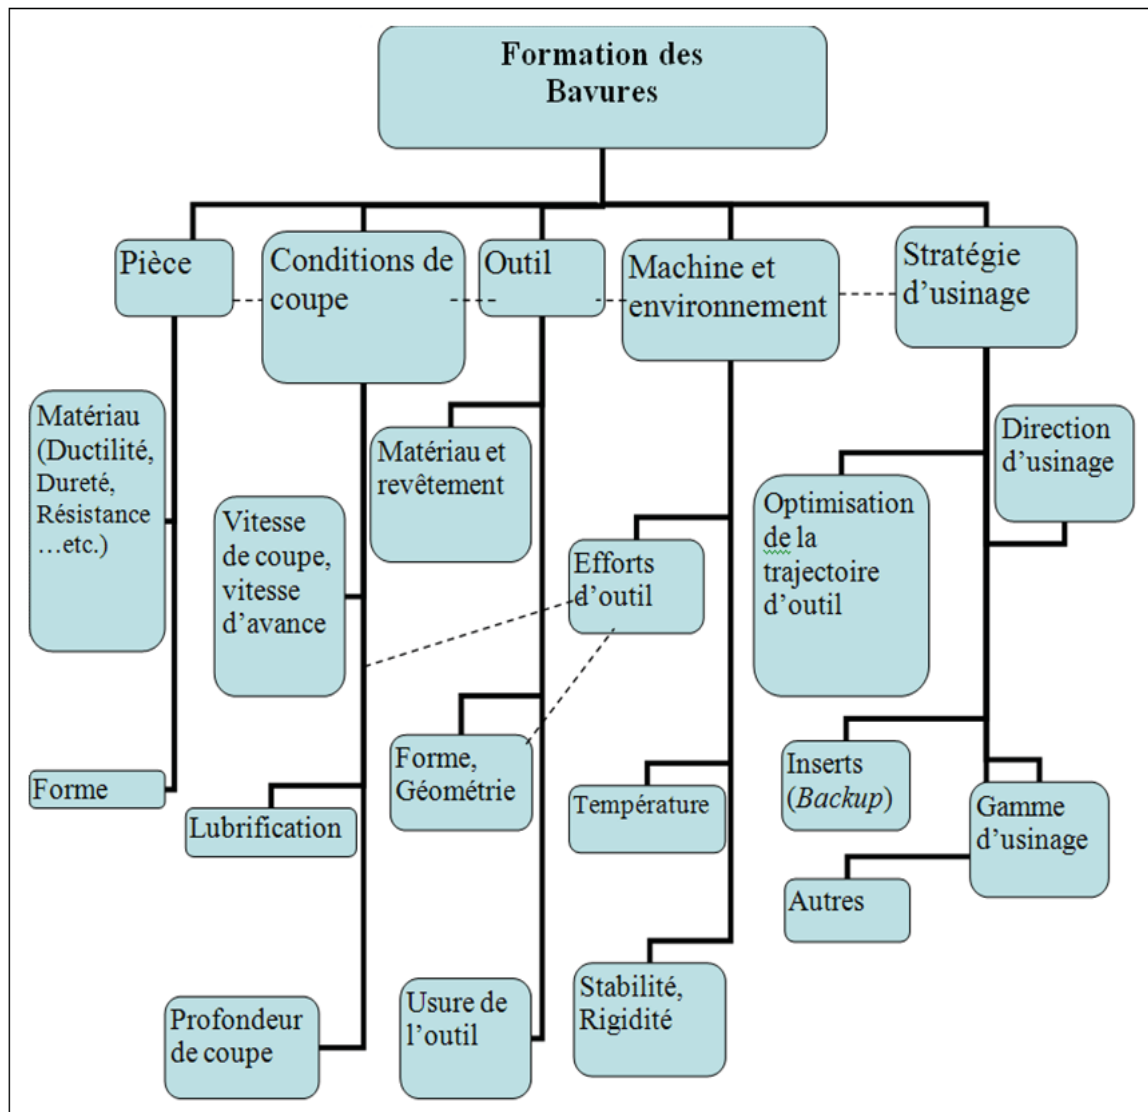 Formation des
Bavures
Pièce
Conditions de
coupe
Outil
Machine et
environnement
Stratégie
d’usinage
Matériau
(Ductilité,
Dureté,
Résistance
…etc.)
Forme
Vitesse
de coupe,
vitesse
d’avance
Lubrification
Profondeur
de coupe
Matériau et
revêtement
Forme,
Géométrie
Usure de
l’outil
Efforts
d’outil
Température
Stabilité,
Rigidité
Optimisation
de la
trajectoire
d’outil
Direction
d’usinage
Inserts
(Backup)
Gamme
d’usinage
Autres